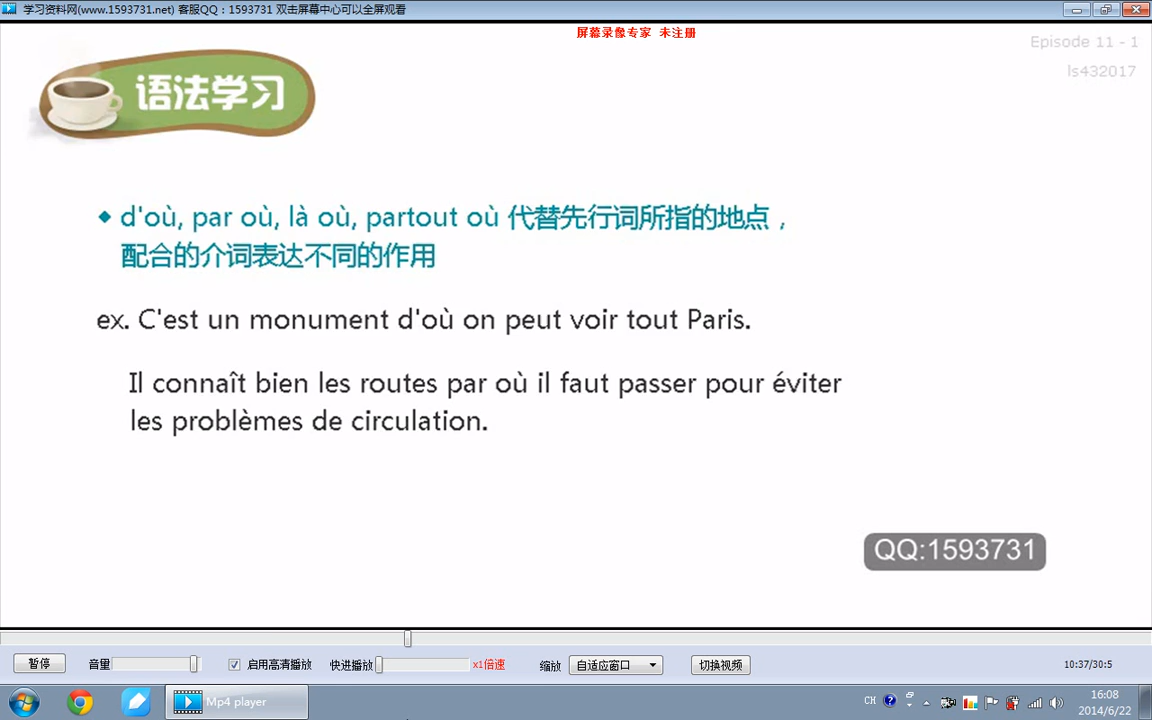 学习资料网(www.1593731.net) 客服QQ：1593731 双击屏幕中心可以全屏观看
屏幕录像专家 未注册
Episode 11 - 1
ls432017
语法学习
d'où, par où, là où, partout où 代替先行词所指的地点，
配合的介词表达不同的作用
ex. C'est un monument d'où on peut voir tout Paris.
Il connaît bien les routes par où il faut passer pour éviter
les problèmes de circulation.
QQ:1593731
暂停 音量 启用高清播放 快进播放 x1倍速 缩放 自适应窗口 切换视频 10:37/30:5
Mp4 player CH 16:08
2014/6/22